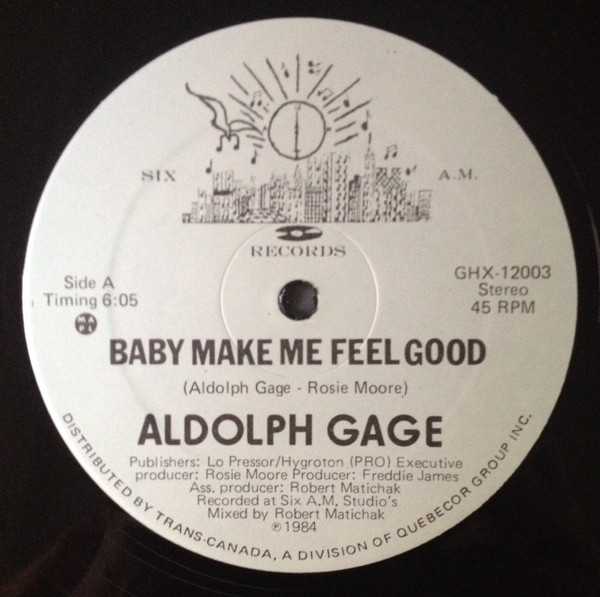 SIX A.M.
RECORDS
Side A
Timing 6:05
GHX-12003
Stereo
45 RPM
BABY MAKE ME FEEL GOOD
(Aldolph Gage - Rosie Moore)
ALDOLPH GAGE
Publishers: Lo Pressor/Hygroton (PRO) Executive
producer: Rosie Moore Producer: Freddie James
Ass. producer: Robert Matichak
Recorded at Six A.M. Studio's
Mixed by Robert Matichak
℗1984
DISTRIBUTED BY TRANS-CANADA, A DIVISION OF QUEBECOR GROUP INC.